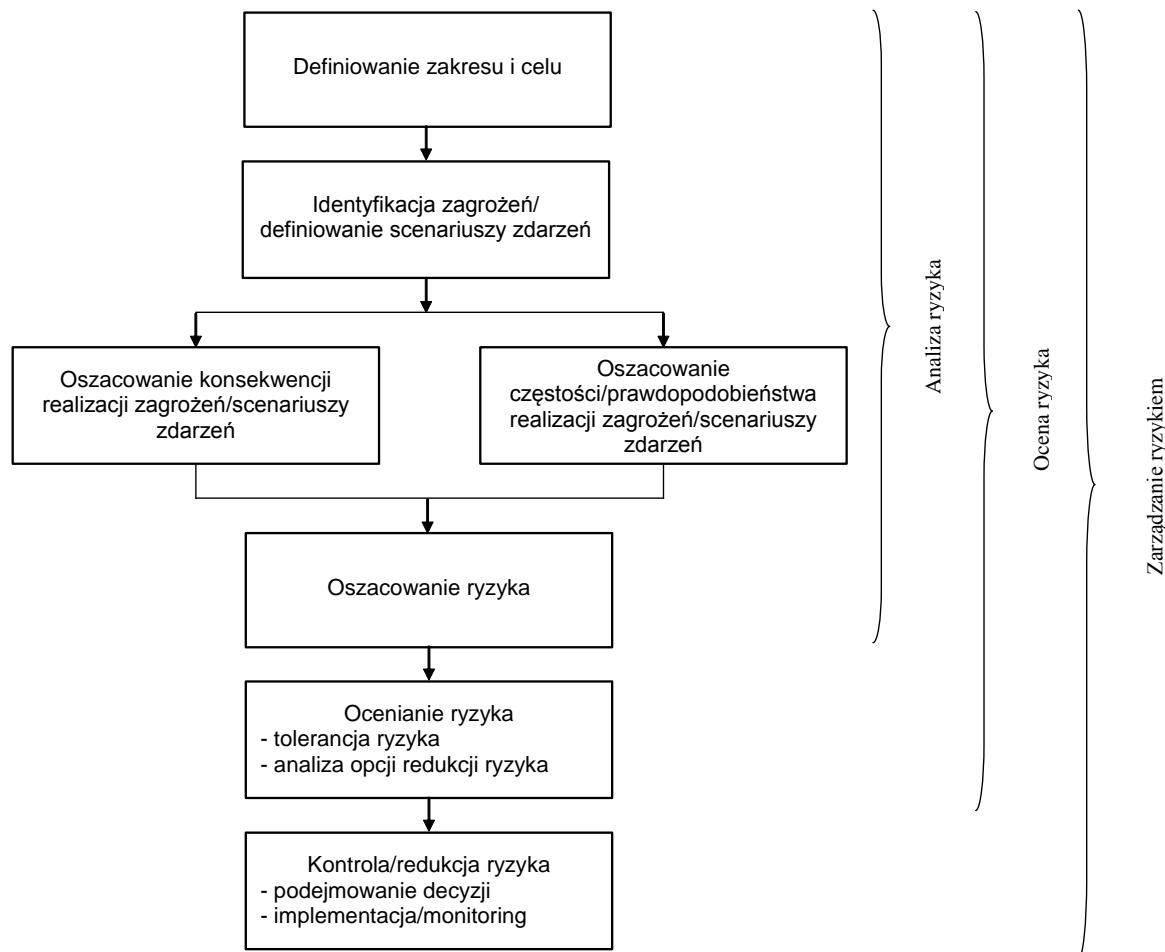 Definiowanie zakresu i celu
Identyfikacja zagrożeń/
definiowanie scenariuszy zdarzeń
Oszacowanie konsekwencji
realizacji zagrożeń/scenariuszy
zdarzeń
Oszacowanie
częstości/prawdopodobieństwa
realizacji zagrożeń/scenariuszy
zdarzeń
Oszacowanie ryzyka
Ocenianie ryzyka
- tolerancja ryzyka
- analiza opcji redukcji ryzyka
Kontrola/redukcja ryzyka
- podejmowanie decyzji
- implementacja/monitoring
Analiza ryzyka
Ocena ryzyka
Zarządzanie ryzykiem